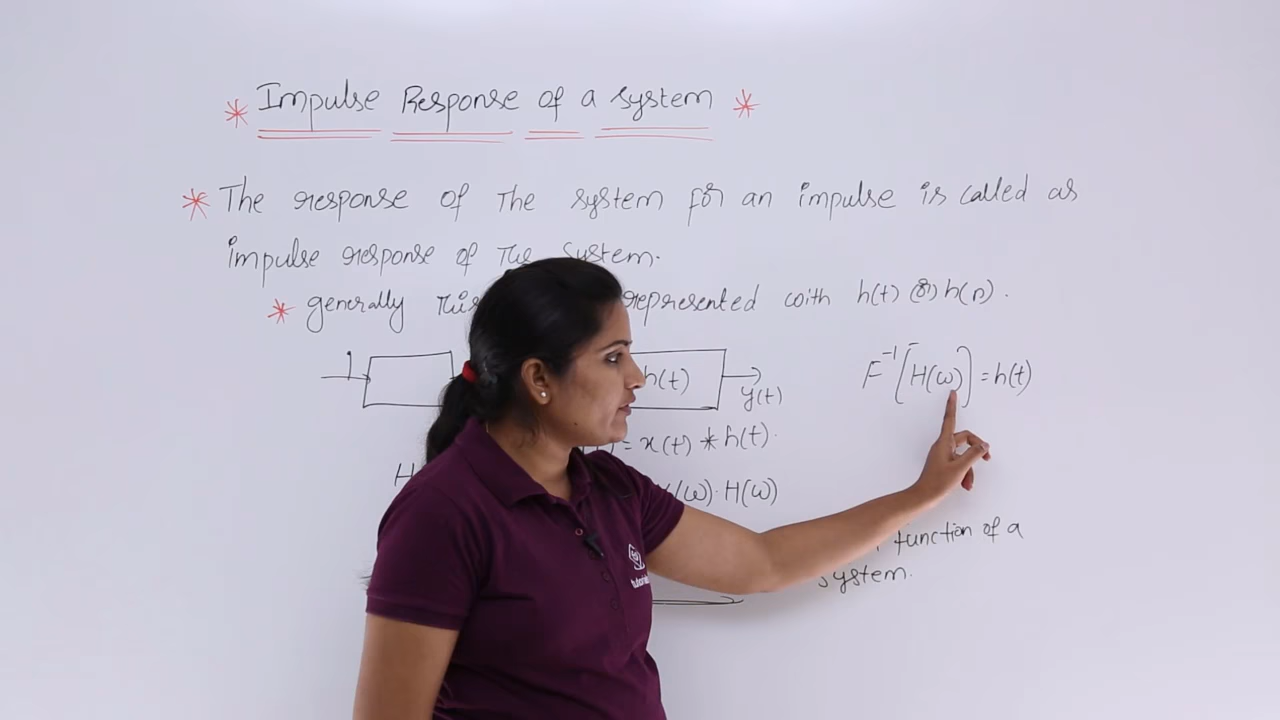 * Impulse Response of a system *
* The response of the system for an impulse is called as
impulse response of the system.
* generally this represented with h(t) (or) h(n).
h(t)
y(t)
F⁻¹[H(ω)] = h(t)
= x(t) * h(t).
H
(ω). H(ω)
function of a
system.